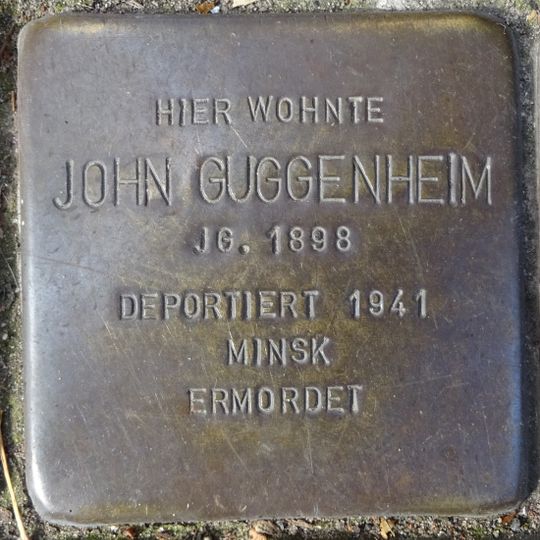 HIER WOHNTE
JOHN GUGGENHEIM
JG. 1898
DEPORTIERT 1941
MINSK
ERMORDET